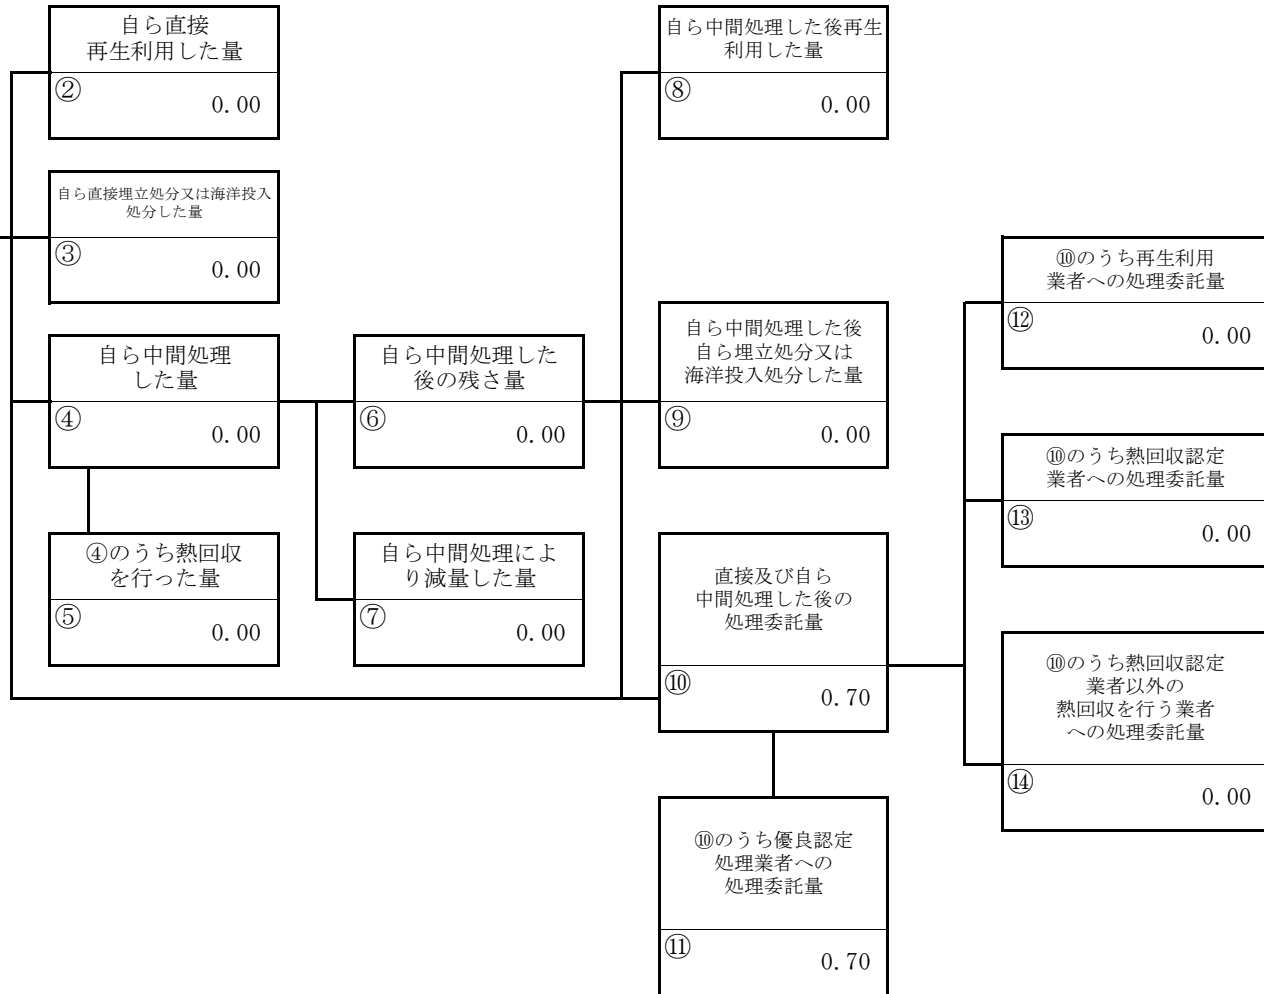 自ら直接
再生利用した量
②
0.00
自ら直接埋立処分又は海洋投入
処分した量
③
0.00
自ら中間処理
した量
④
0.00
④のうち熱回収
を行った量
⑤
0.00
自ら中間処理した
後の残さ量
⑥
0.00
自ら中間処理によ
り減量した量
⑦
0.00
自ら中間処理した後再生
利用した量
⑧
0.00
自ら中間処理した後
自ら埋立処分又は
海洋投入処分した量
⑨
0.00
直接及び自ら
中間処理した後の
処理委託量
⑩
0.70
⑩のうち優良認定
処理業者への
処理委託量
⑪
0.70
⑩のうち再生利用
業者への処理委託量
⑫
0.00
⑩のうち熱回収認定
業者への処理委託量
⑬
0.00
⑩のうち熱回収認定
業者以外の
熱回収を行う業者
への処理委託量
⑭
0.00